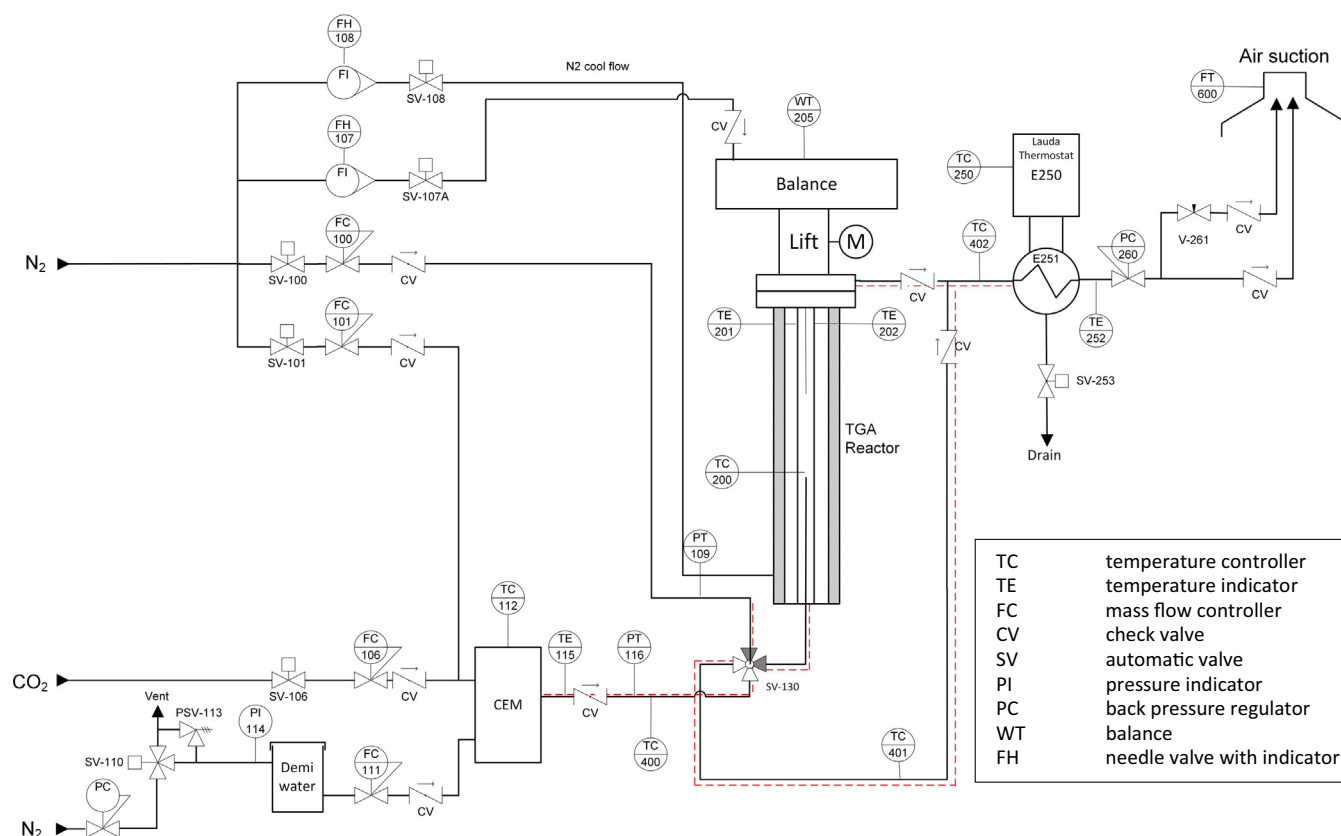 FH
108
FI
SV-108
N2 cool flow
FH
107
FI
SV-107A
CV
WT
205
Balance
Lift
M
Air suction
FT
600
Lauda
Thermostat
E250
TC
250
TC
402
E251
PC
260
V-261
CV
CV
CV
TE
252
SV-253
Drain
CV
N₂
SV-100
FC
100
CV
SV-101
FC
101
CV
TE
201
TE
202
TGA
Reactor
TC
200
PT
109
TC
112
CEM
TE
115
CV
PT
116
TC
400
SV-130
TC
401
CO₂
SV-106
FC
106
CV
Vent
PSV-113
PI
114
SV-110
PC
N₂
Demi
water
FC
111
CV
TC temperature controller
TE temperature indicator
FC mass flow controller
CV check valve
SV automatic valve
PI pressure indicator
PC back pressure regulator
WT balance
FH needle valve with indicator